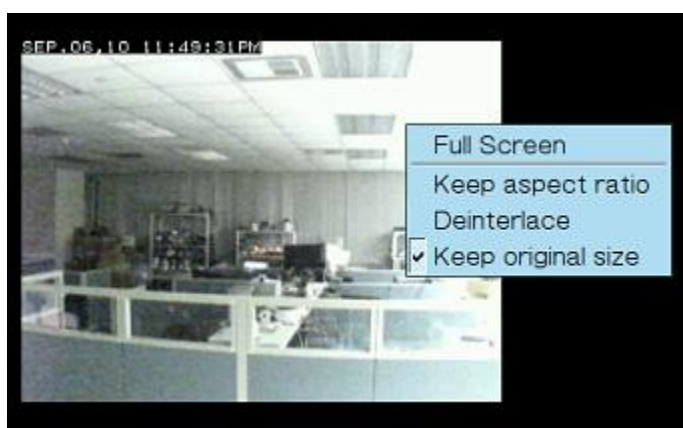 SEP.06,10 11:49:31PM
Full Screen
Keep aspect ratio
Deinterlace
Keep original size